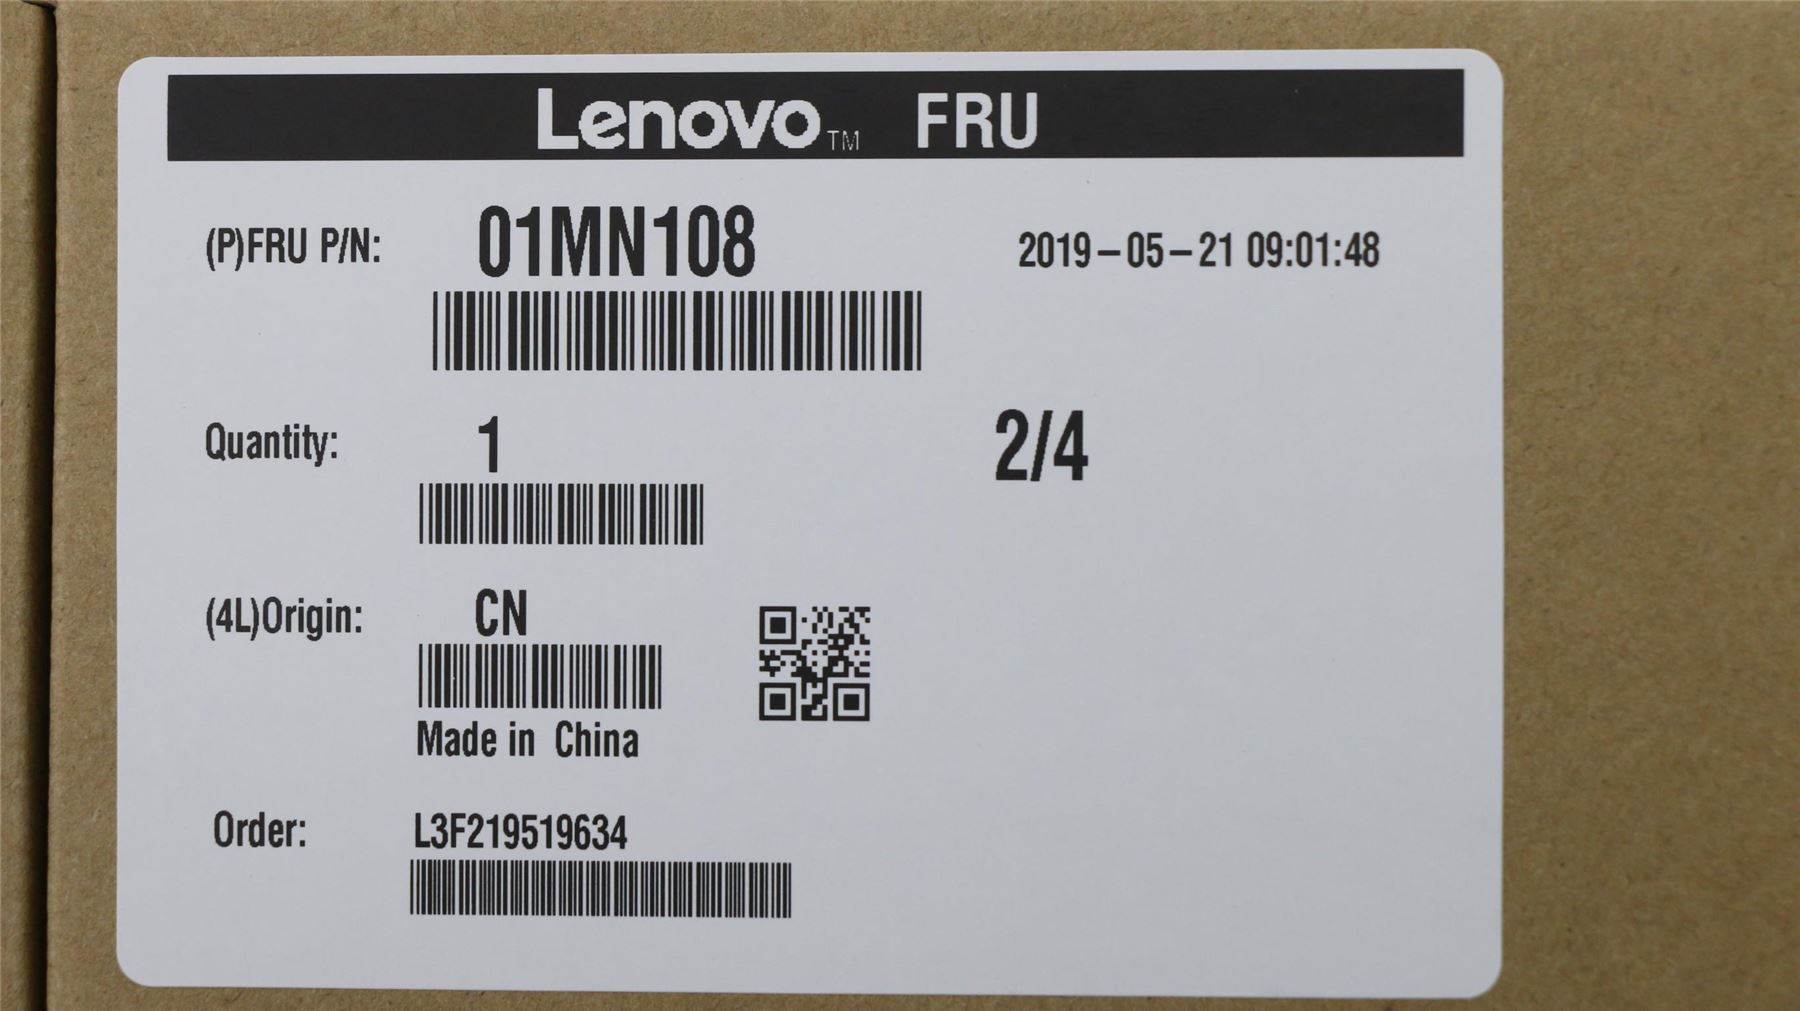 Lenovo™ FRU
(P)FRU P/N: 01MN108 2019-05-21 09:01:48
Quantity: 1 2/4
(4L)Origin: CN
Made in China
Order: L3F219519634